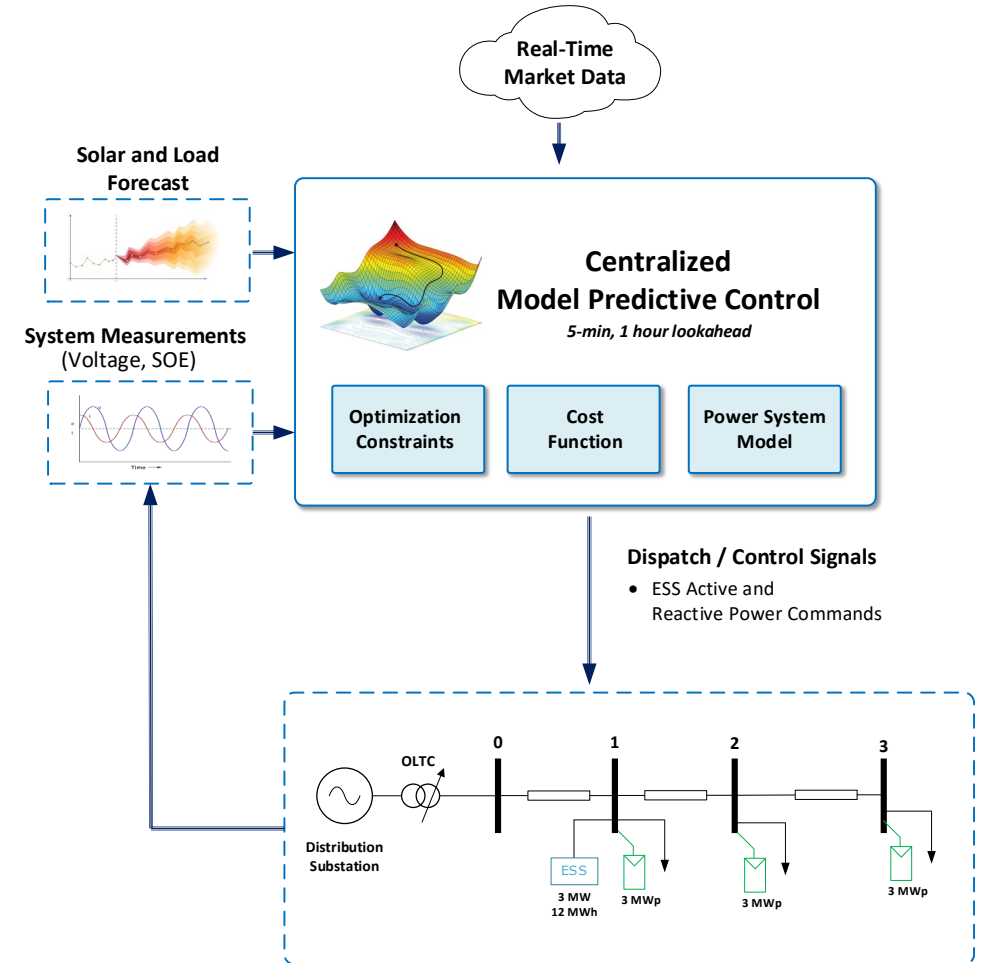 Real-Time
Market Data
Solar and Load
Forecast
System Measurements
(Voltage, SOE)
Time
Centralized
Model Predictive Control
5-min, 1 hour lookahead
Optimization
Constraints
Cost
Function
Power System
Model
Dispatch / Control Signals
• ESS Active and
Reactive Power Commands
0
1
2
3
OLTC
Distribution
Substation
ESS
3 MW
12 MWh
3 MWp
3 MWp
3 MWp